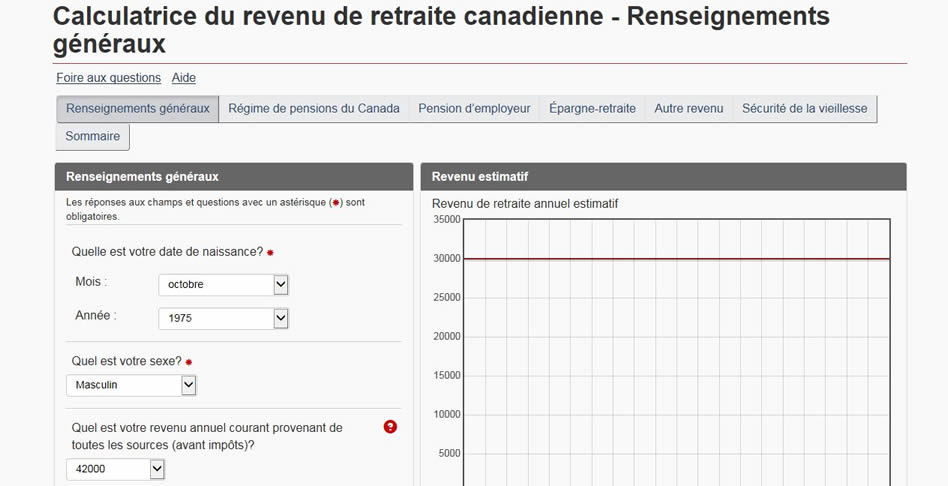 Calculatrice du revenu de retraite canadienne - Renseignements
généraux
Foire aux questions Aide
Renseignements généraux Régime de pensions du Canada Pension d'employeur Épargne-retraite Autre revenu Sécurité de la vieillesse
Sommaire
Renseignements généraux
Les réponses aux champs et questions avec un astérisque (*) sont
obligatoires.
Quelle est votre date de naissance? *
Mois : octobre
Année : 1975
Quel est votre sexe? *
Masculin
Quel est votre revenu annuel courant provenant de
toutes les sources (avant impôts)?
?
42000
Revenu estimatif
Revenu de retraite annuel estimatif
35000
30000
25000
20000
15000
10000
5000